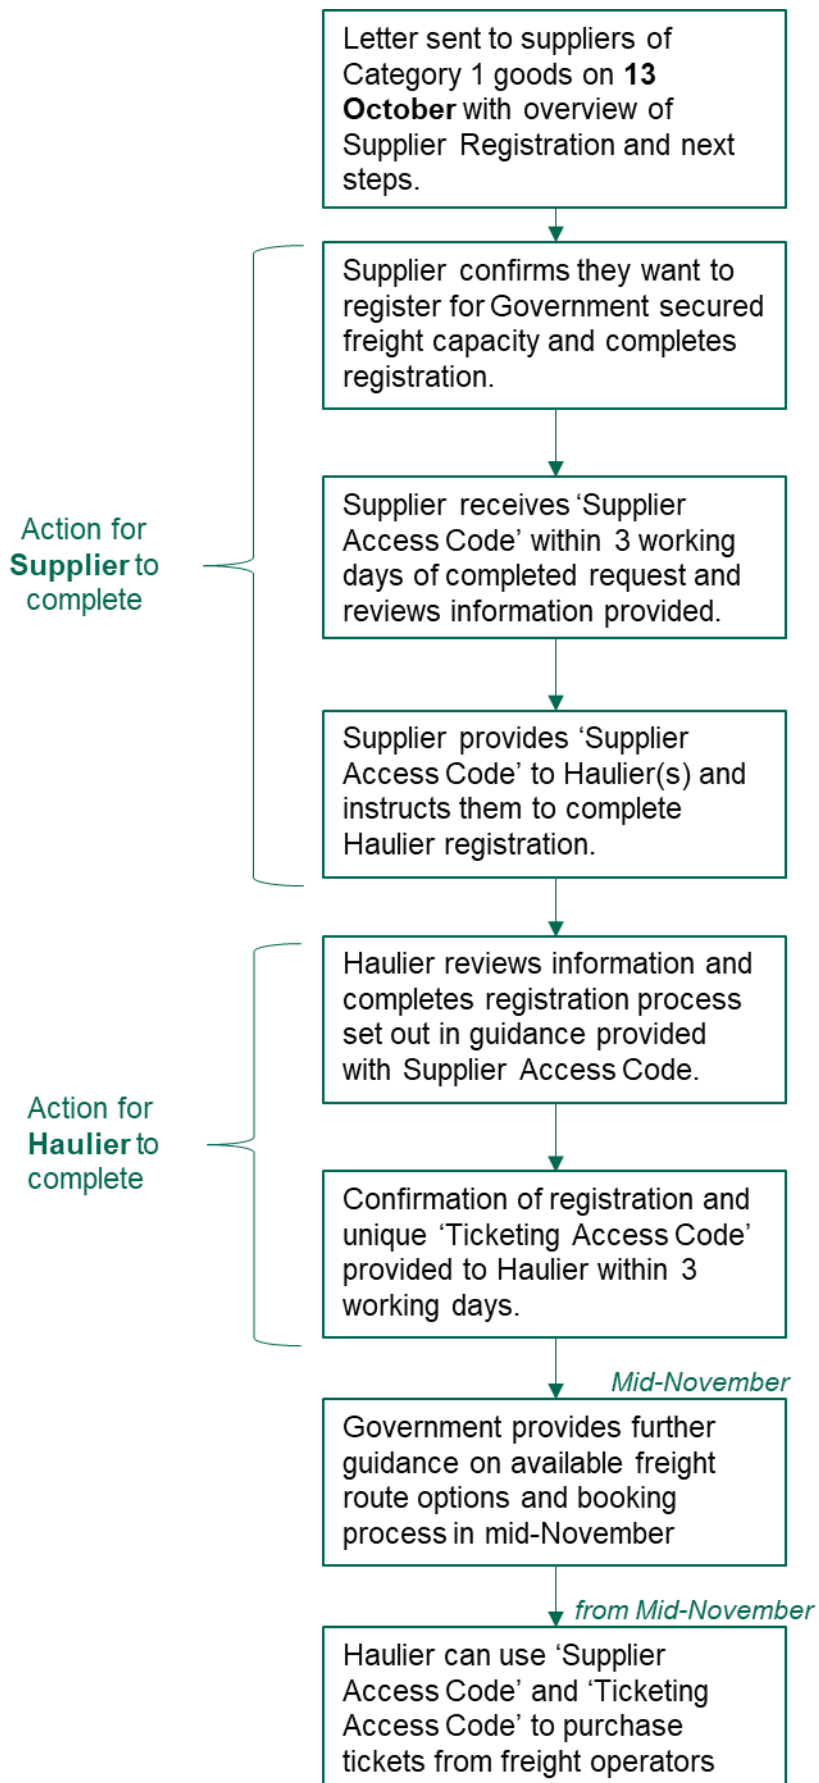 Letter sent to suppliers of
Category 1 goods on 13
October with overview of
Supplier Registration and next
steps.
Supplier confirms they want to
register for Government secured
freight capacity and completes
registration.
Action for
Supplier to
complete
Supplier receives ‘Supplier
Access Code’ within 3 working
days of completed request and
reviews information provided.
Supplier provides ‘Supplier
Access Code’ to Haulier(s) and
instructs them to complete
Haulier registration.
Haulier reviews information and
completes registration process
set out in guidance provided
with Supplier Access Code.
Action for
Haulier to
complete
Confirmation of registration and
unique ‘Ticketing Access Code’
provided to Haulier within 3
working days.
Mid-November
Government provides further
guidance on available freight
route options and booking
process in mid-November
from Mid-November
Haulier can use ‘Supplier
Access Code’ and ‘Ticketing
Access Code’ to purchase
tickets from freight operators